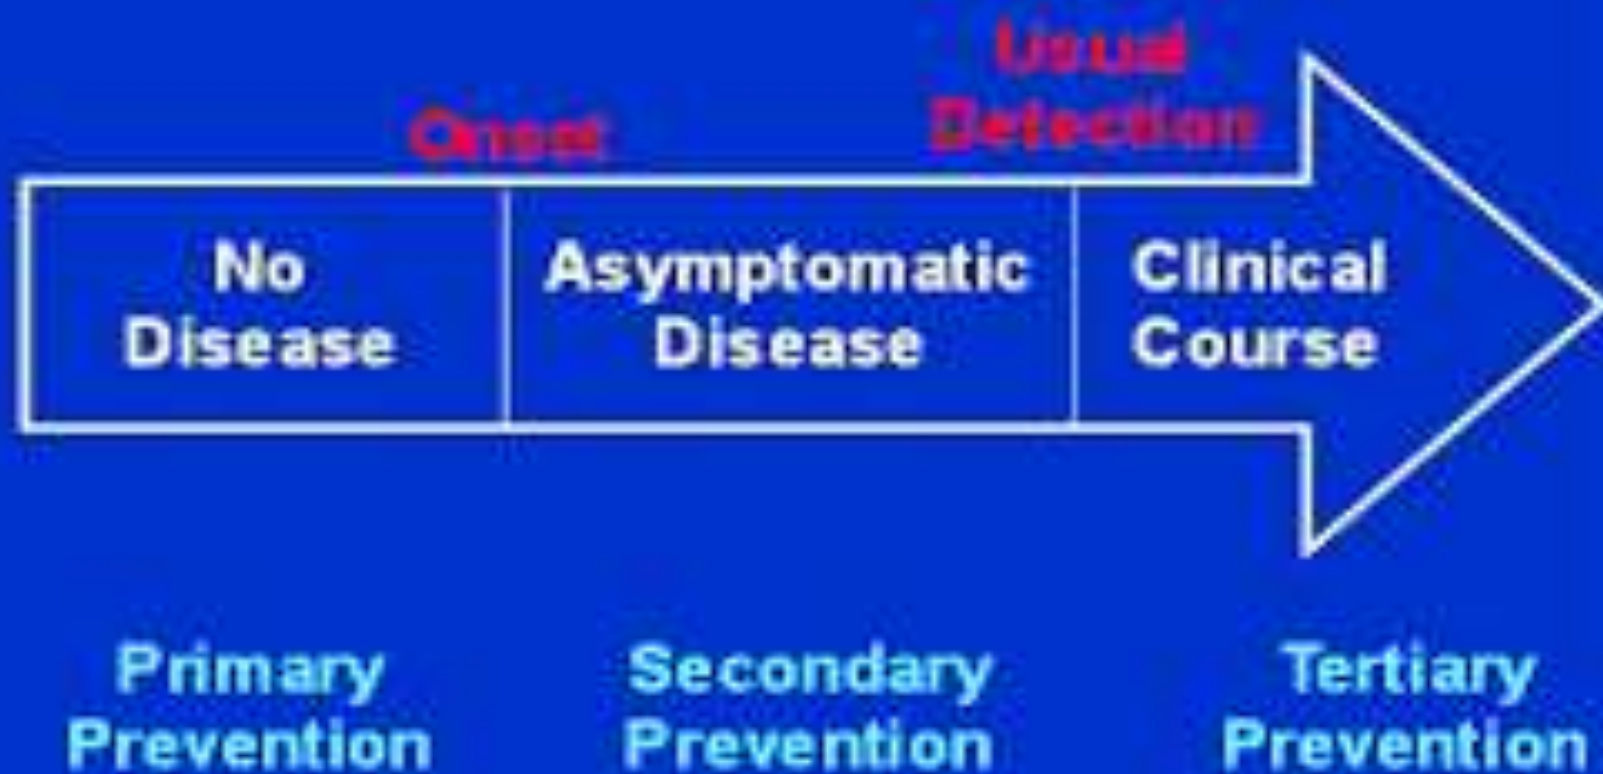 Usual
Onset
Detection
No
Disease
Asymptomatic
Disease
Clinical
Course
Primary
Prevention
Secondary
Prevention
Tertiary
Prevention